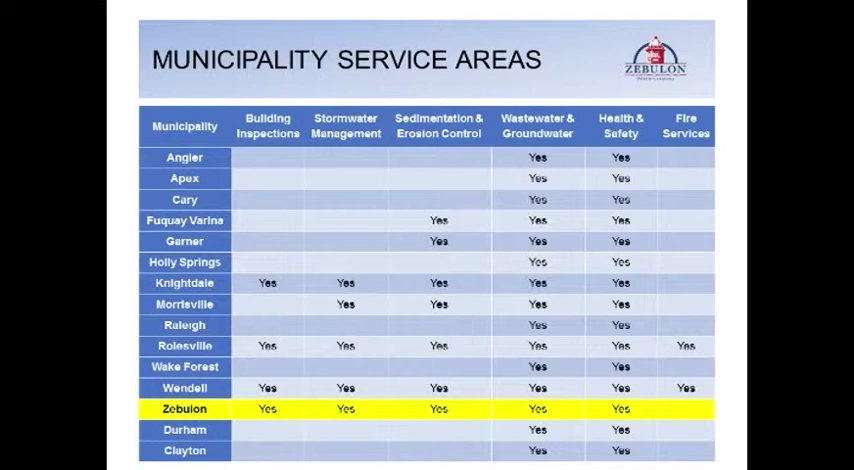 MUNICIPALITY SERVICE AREAS
ZEBULON
NORTH CAROLINA
Municipality Building Inspections Stormwater Management Sedimentation & Erosion Control Wastewater & Groundwater Health & Safety Fire Services
Angier Yes Yes
Apex Yes Yes
Cary Yes Yes
Fuquay Varina Yes Yes Yes
Garner Yes Yes Yes
Holly Springs Yes Yes
Knightdale Yes Yes Yes Yes Yes
Morrisville Yes Yes Yes Yes
Raleigh Yes Yes
Rolesville Yes Yes Yes Yes Yes Yes
Wake Forest Yes Yes
Wendell Yes Yes Yes Yes Yes Yes
Zebulon Yes Yes Yes Yes Yes
Durham Yes Yes
Clayton Yes Yes